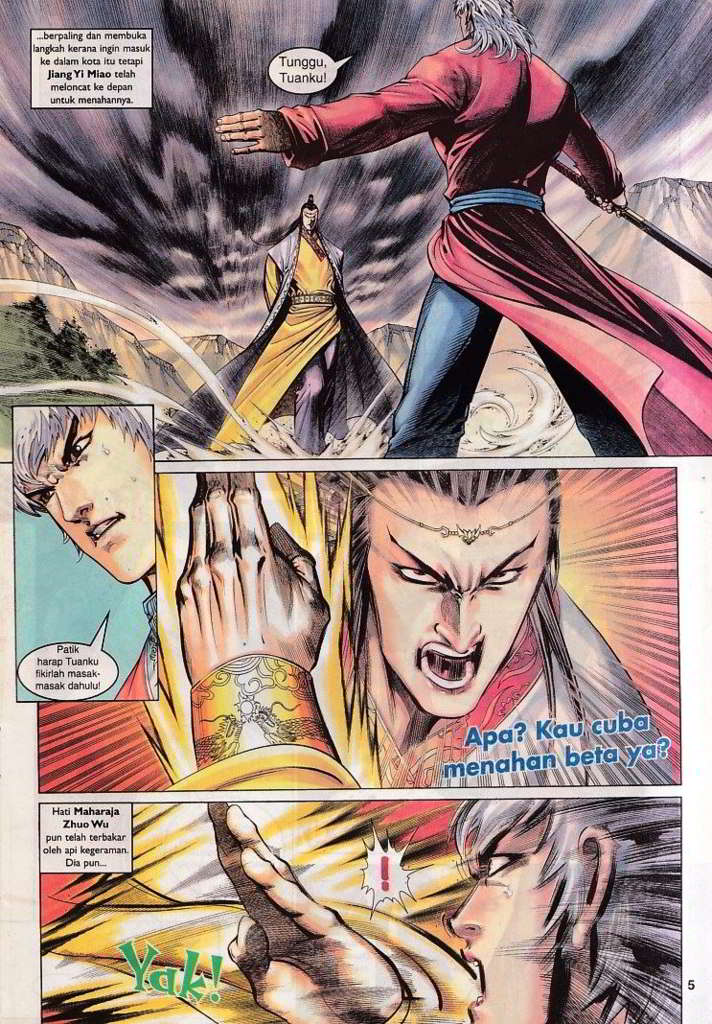 ...berpaling dan membuka
langkah kerana ingin masuk
ke dalam kota itu tetapi
Jiang Yi Miao telah
meloncat ke depan
untuk menahannya.
Tunggu,
Tuanku!
Patik
harap Tuanku
fikirlah masak-
masak dahulu!
Apa? Kau cuba
menahan beta ya?
Hati Maharaja
Zhuo Wu
pun telah terbakar
oleh api kegeraman.
Dia pun...
!
Yak!
5